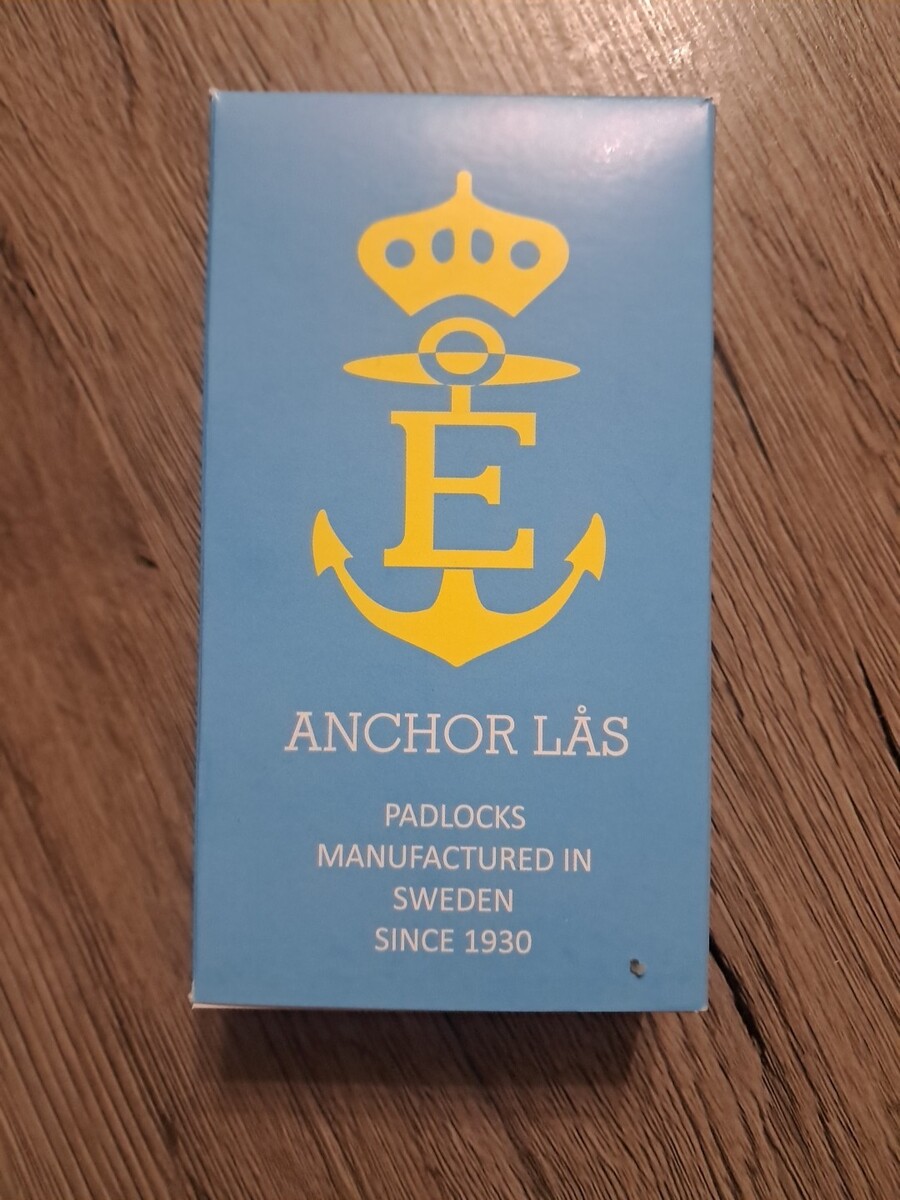 E
ANCHOR LÅS
PADLOCKS
MANUFACTURED IN
SWEDEN
SINCE 1930